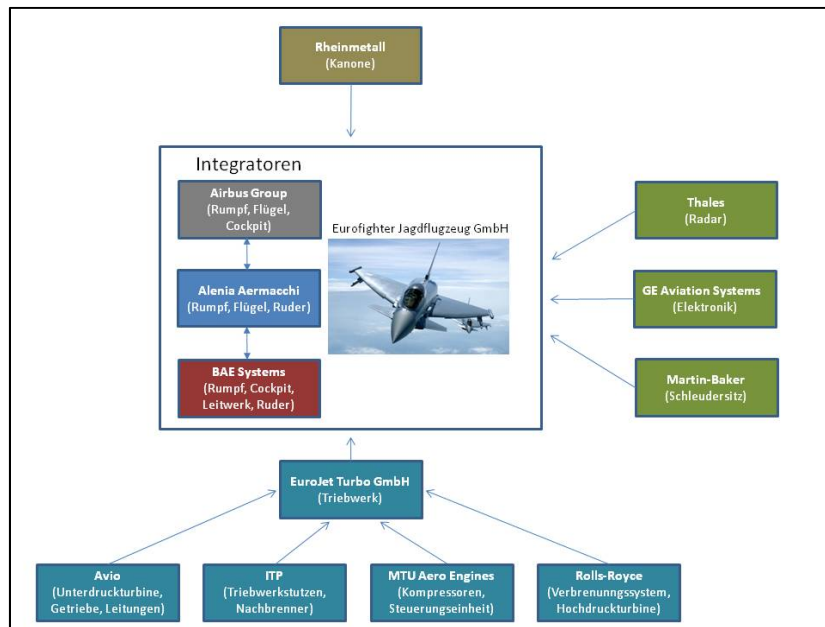 Rheinmetall
(Kanone)
Integratoren
Airbus Group
(Rumpf, Flügel,
Cockpit)
Eurofighter Jagdflugzeug GmbH
Alenia Aermacchi
(Rumpf, Flügel, Ruder)
BAE Systems
(Rumpf, Cockpit,
Leitwerk, Ruder)
Thales
(Radar)
GE Aviation Systems
(Elektronik)
Martin-Baker
(Schleudersitz)
EuroJet Turbo GmbH
(Triebwerk)
Avio
(Unterdruckturbine,
Getriebe, Leitungen)
ITP
(Triebwerkstutzen,
Nachbrenner)
MTU Aero Engines
(Kompressoren,
Steuerungseinheit)
Rolls-Royce
(Verbrenunngssystem,
Hochdruckturbine)